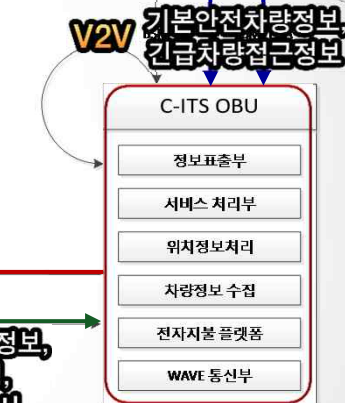 V2V
기본안전차량정보,
긴급차량접근정보
C-ITS OBU
정보표출부
서비스 처리부
위치정보처리
차량정보 수집
전자지불 플랫폼
정보,
WAVE 통신부